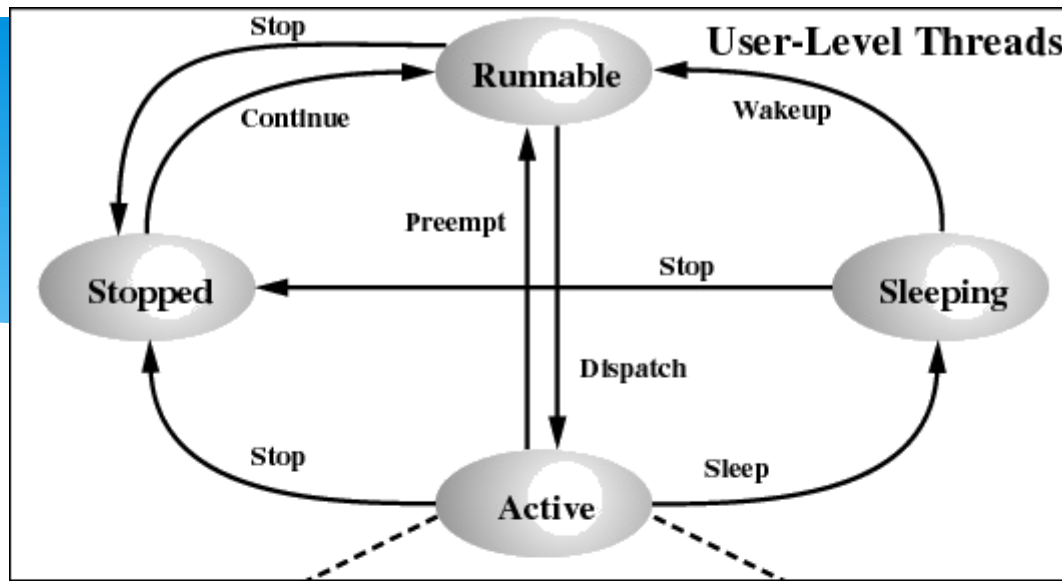 Stop
User-Level Threads
Runnable
Continue
Wakeup
Preempt
Stop
Stopped
Sleeping
Dispatch
Stop
Sleep
Active